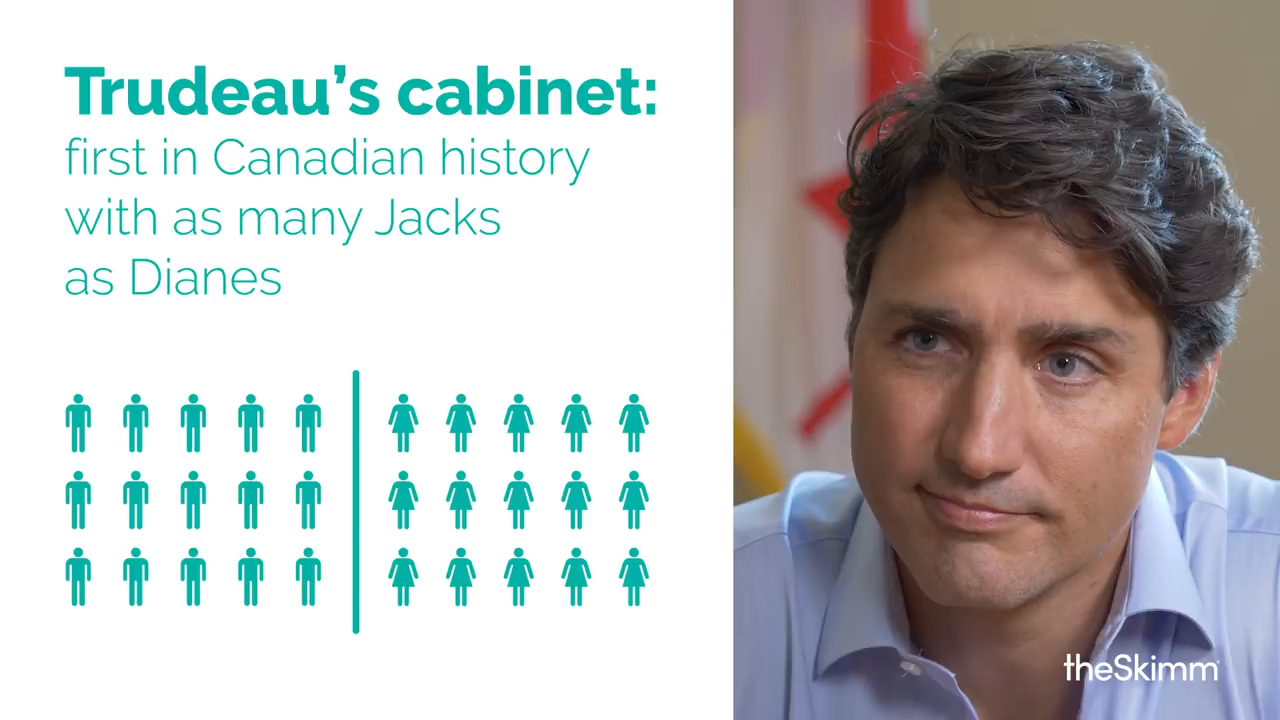 Trudeau’s cabinet:
first in Canadian history
with as many Jacks
as Dianes
theSkimm